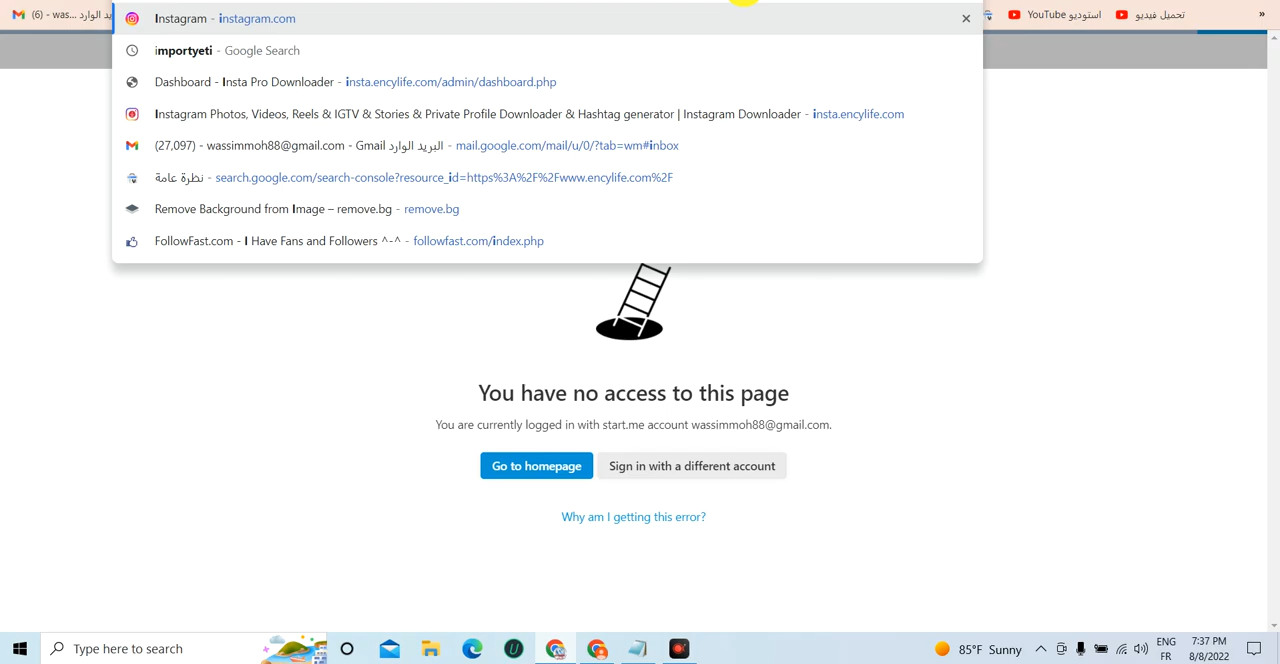 (6) - was... يد الوارد
Instagram - instagram.com
YouTube استوديو
تحميل فيديو
»
importyeti - Google Search
Dashboard - Insta Pro Downloader - insta.encylife.com/admin/dashboard.php
Instagram Photos, Videos, Reels & IGTV & Stories & Private Profile Downloader & Hashtag generator | Instagram Downloader - insta.encylife.com
(27,097) - wassimmoh88@gmail.com - Gmail البريد الوارد - mail.google.com/mail/u/0/?tab=wm#inbox
نظرة عامة - search.google.com/search-console?resource_id=https%3A%2F%2Fwww.encylife.com%2F
Remove Background from Image – remove.bg - remove.bg
FollowFast.com - I Have Fans and Followers ^-^ - followfast.com/index.php
You have no access to this page
You are currently logged in with start.me account wassimmoh88@gmail.com.
Go to homepage
Sign in with a different account
Why am I getting this error?
Type here to search
85°F Sunny
ENG
FR
7:37 PM
8/8/2022